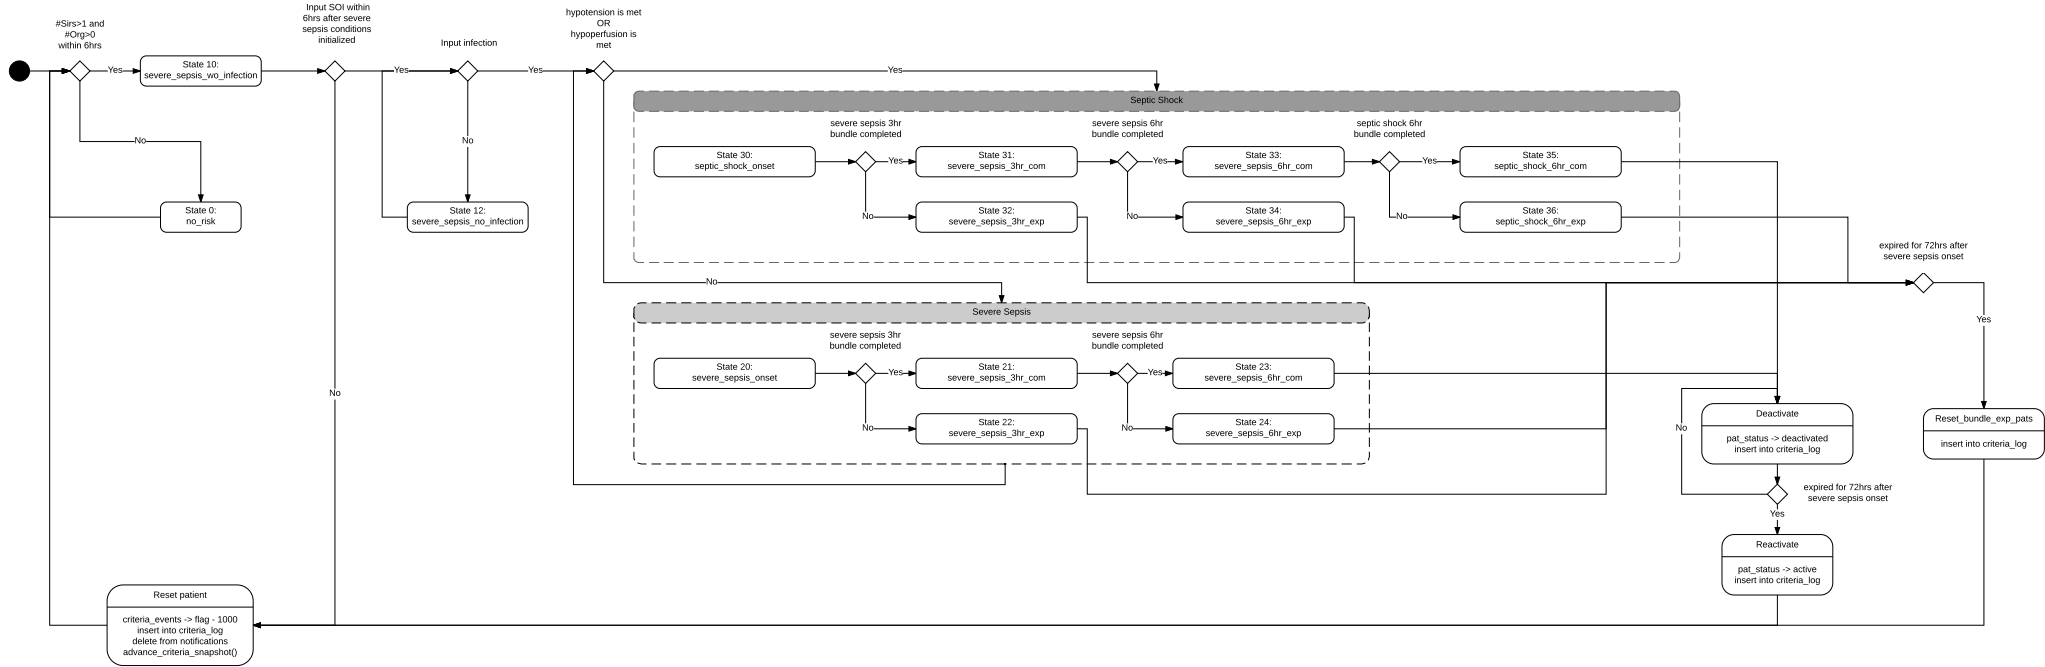 #Sirs>1 and
#Org>0
within 6hrs
Input SOI within
6hrs after severe
sepsis conditions
initialized
Input infection
hypotension is met
OR
hypoperfusion is
met
Yes
State 10:
severe_sepsis_wo_infection
Yes
Yes
Yes
No
State 0:
no_risk
No
State 12:
severe_sepsis_no_infection
No
No
Septic Shock
severe sepsis 3hr
bundle completed
severe sepsis 6hr
bundle completed
septic shock 6hr
bundle completed
State 30:
septic_shock_onset
Yes
State 31:
severe_sepsis_3hr_com
Yes
State 33:
severe_sepsis_6hr_com
Yes
State 35:
septic_shock_6hr_com
No
State 32:
severe_sepsis_3hr_exp
No
State 34:
severe_sepsis_6hr_exp
No
State 36:
septic_shock_6hr_exp
expired for 72hrs after
severe sepsis onset
Yes
Severe Sepsis
severe sepsis 3hr
bundle completed
severe sepsis 6hr
bundle completed
State 20:
severe_sepsis_onset
Yes
State 21:
severe_sepsis_3hr_com
Yes
State 23:
severe_sepsis_6hr_com
No
State 22:
severe_sepsis_3hr_exp
No
State 24:
severe_sepsis_6hr_exp
Deactivate
pat_status -> deactivated
insert into criteria_log
No
expired for 72hrs after
severe sepsis onset
Yes
Reactivate
pat_status -> active
insert into criteria_log
Reset_bundle_exp_pats
insert into criteria_log
Reset patient
criteria_events -> flag - 1000
insert into criteria_log
delete from notifications
advance_criteria_snapshot()